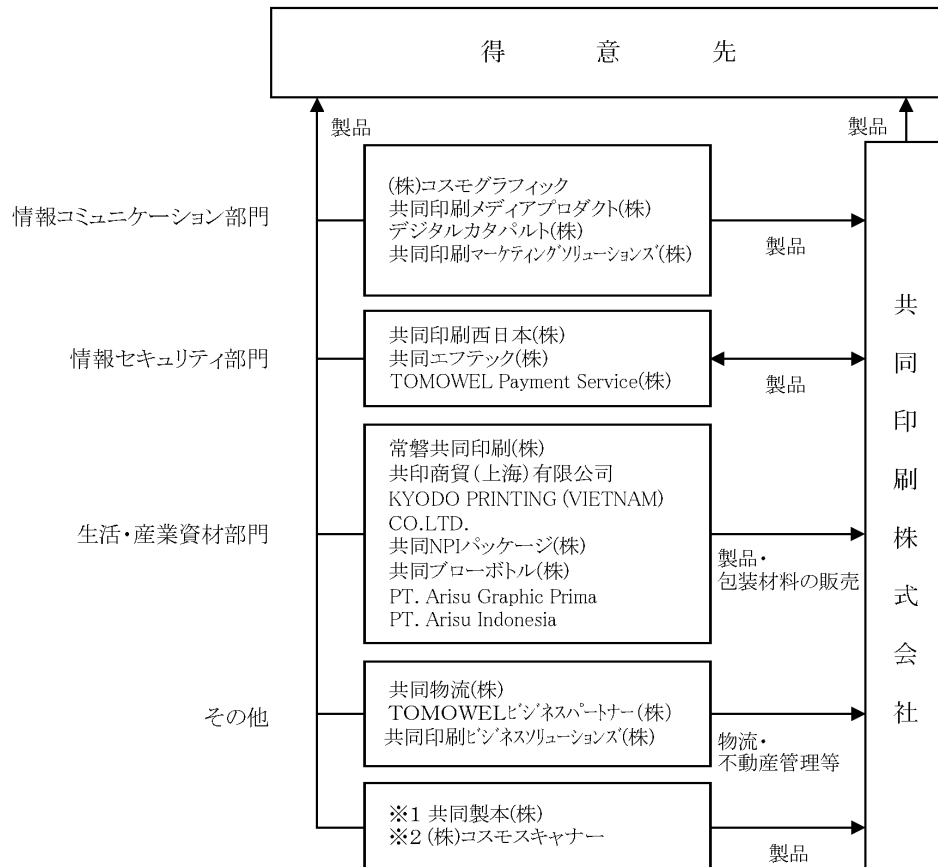 得意先
製品
製品
情報コミュニケーション部門
(株)コスモグラフィック
共同印刷メディアプロダクト(株)
デジタルカタパルト(株)
共同印刷マーケティングソリューションズ(株)
製品
情報セキュリティ部門
共同印刷西日本(株)
共同エフテック(株)
TOMOWEL Payment Service(株)
製品
生活・産業資材部門
常磐共同印刷(株)
共印商貿(上海)有限公司
KYODO PRINTING (VIETNAM)
CO.LTD.
共同NPIパッケージ(株)
共同ブローボトル(株)
PT. Arisu Graphic Prima
PT. Arisu Indonesia
製品・
包装材料の販売
その他
共同物流(株)
TOMOWELビジネスパートナー(株)
共同印刷ビジネスソリューションズ(株)
物流・
不動産管理等
※1 共同製本(株)
※2 (株)コスモスキャナー
製品
共同印刷株式会社